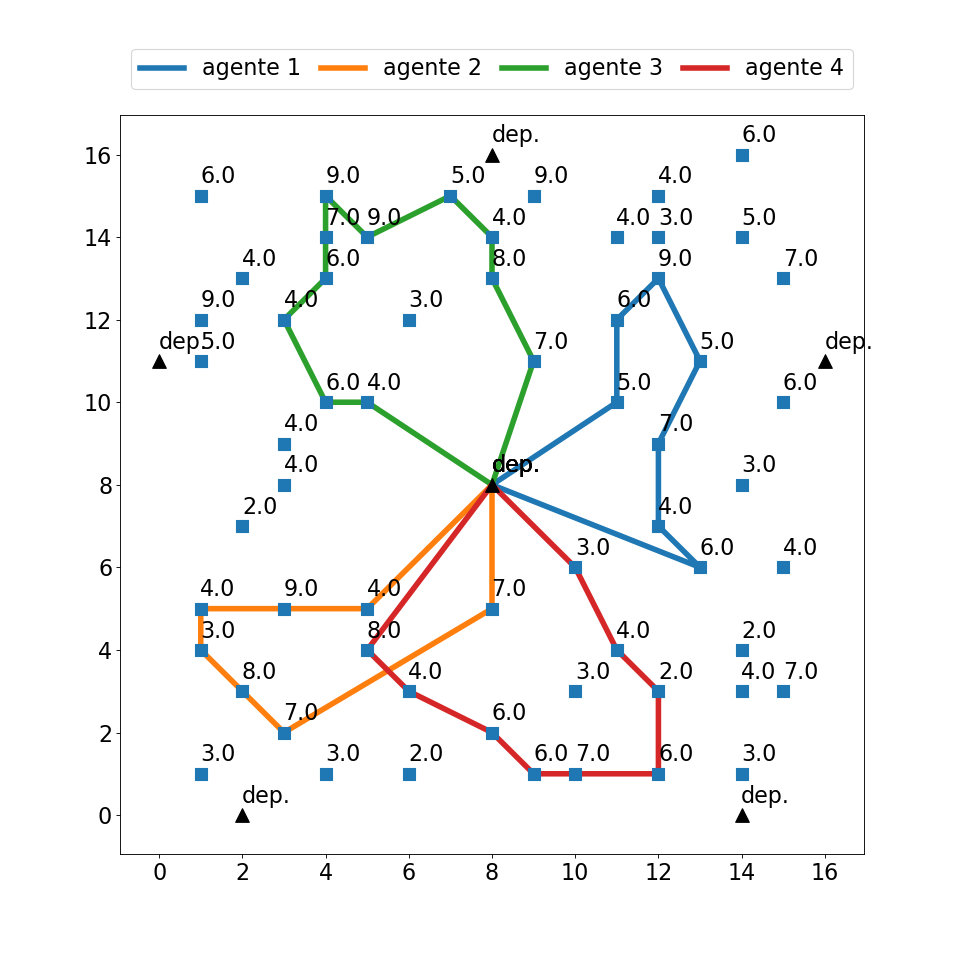 agente 1 agente 2 agente 3 agente 4
dep. 6.0
16
6.0 9.0 5.0 9.0 4.0
7.0 9.0 4.0 4.0 3.0 5.0
14
4.0 6.0 8.0 9.0 7.0
9.0 4.0 3.0 6.0
12
dep. 5.0 7.0 5.0 dep.
6.0 4.0 5.0 6.0
10
4.0 7.0
4.0 dep. 3.0
8
2.0 4.0
3.0 6.0 4.0
6
4.0 9.0 4.0 7.0
3.0 8.0 4.0 2.0
4
8.0 4.0 3.0 2.0 4.0 7.0
7.0 6.0
2
3.0 3.0 2.0 6.0 7.0 6.0 3.0
dep. dep.
0
0 2 4 6 8 10 12 14 16